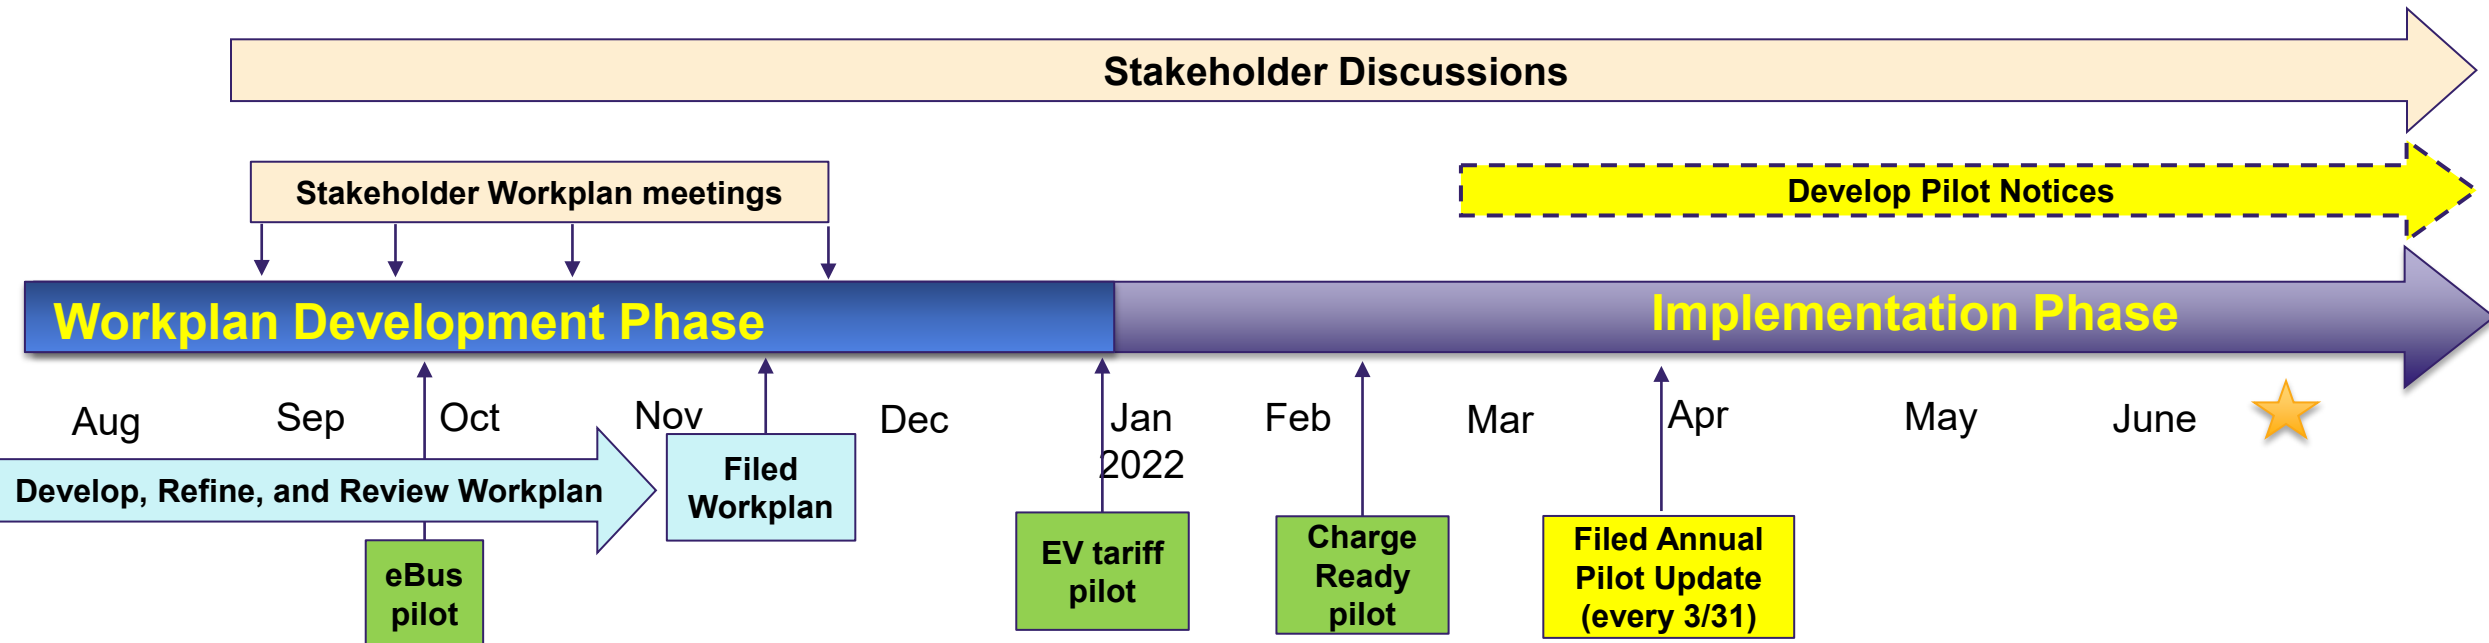 Stakeholder Discussions
Stakeholder Workplan meetings
Develop Pilot Notices
Workplan Development Phase
Implementation Phase
Aug
Sep
Oct
Nov
Dec
Jan
2022
Feb
Mar
Apr
May
June
Develop, Refine, and Review Workplan
Filed
Workplan
eBus
pilot
EV tariff
pilot
Charge
Ready
pilot
Filed Annual
Pilot Update
(every 3/31)